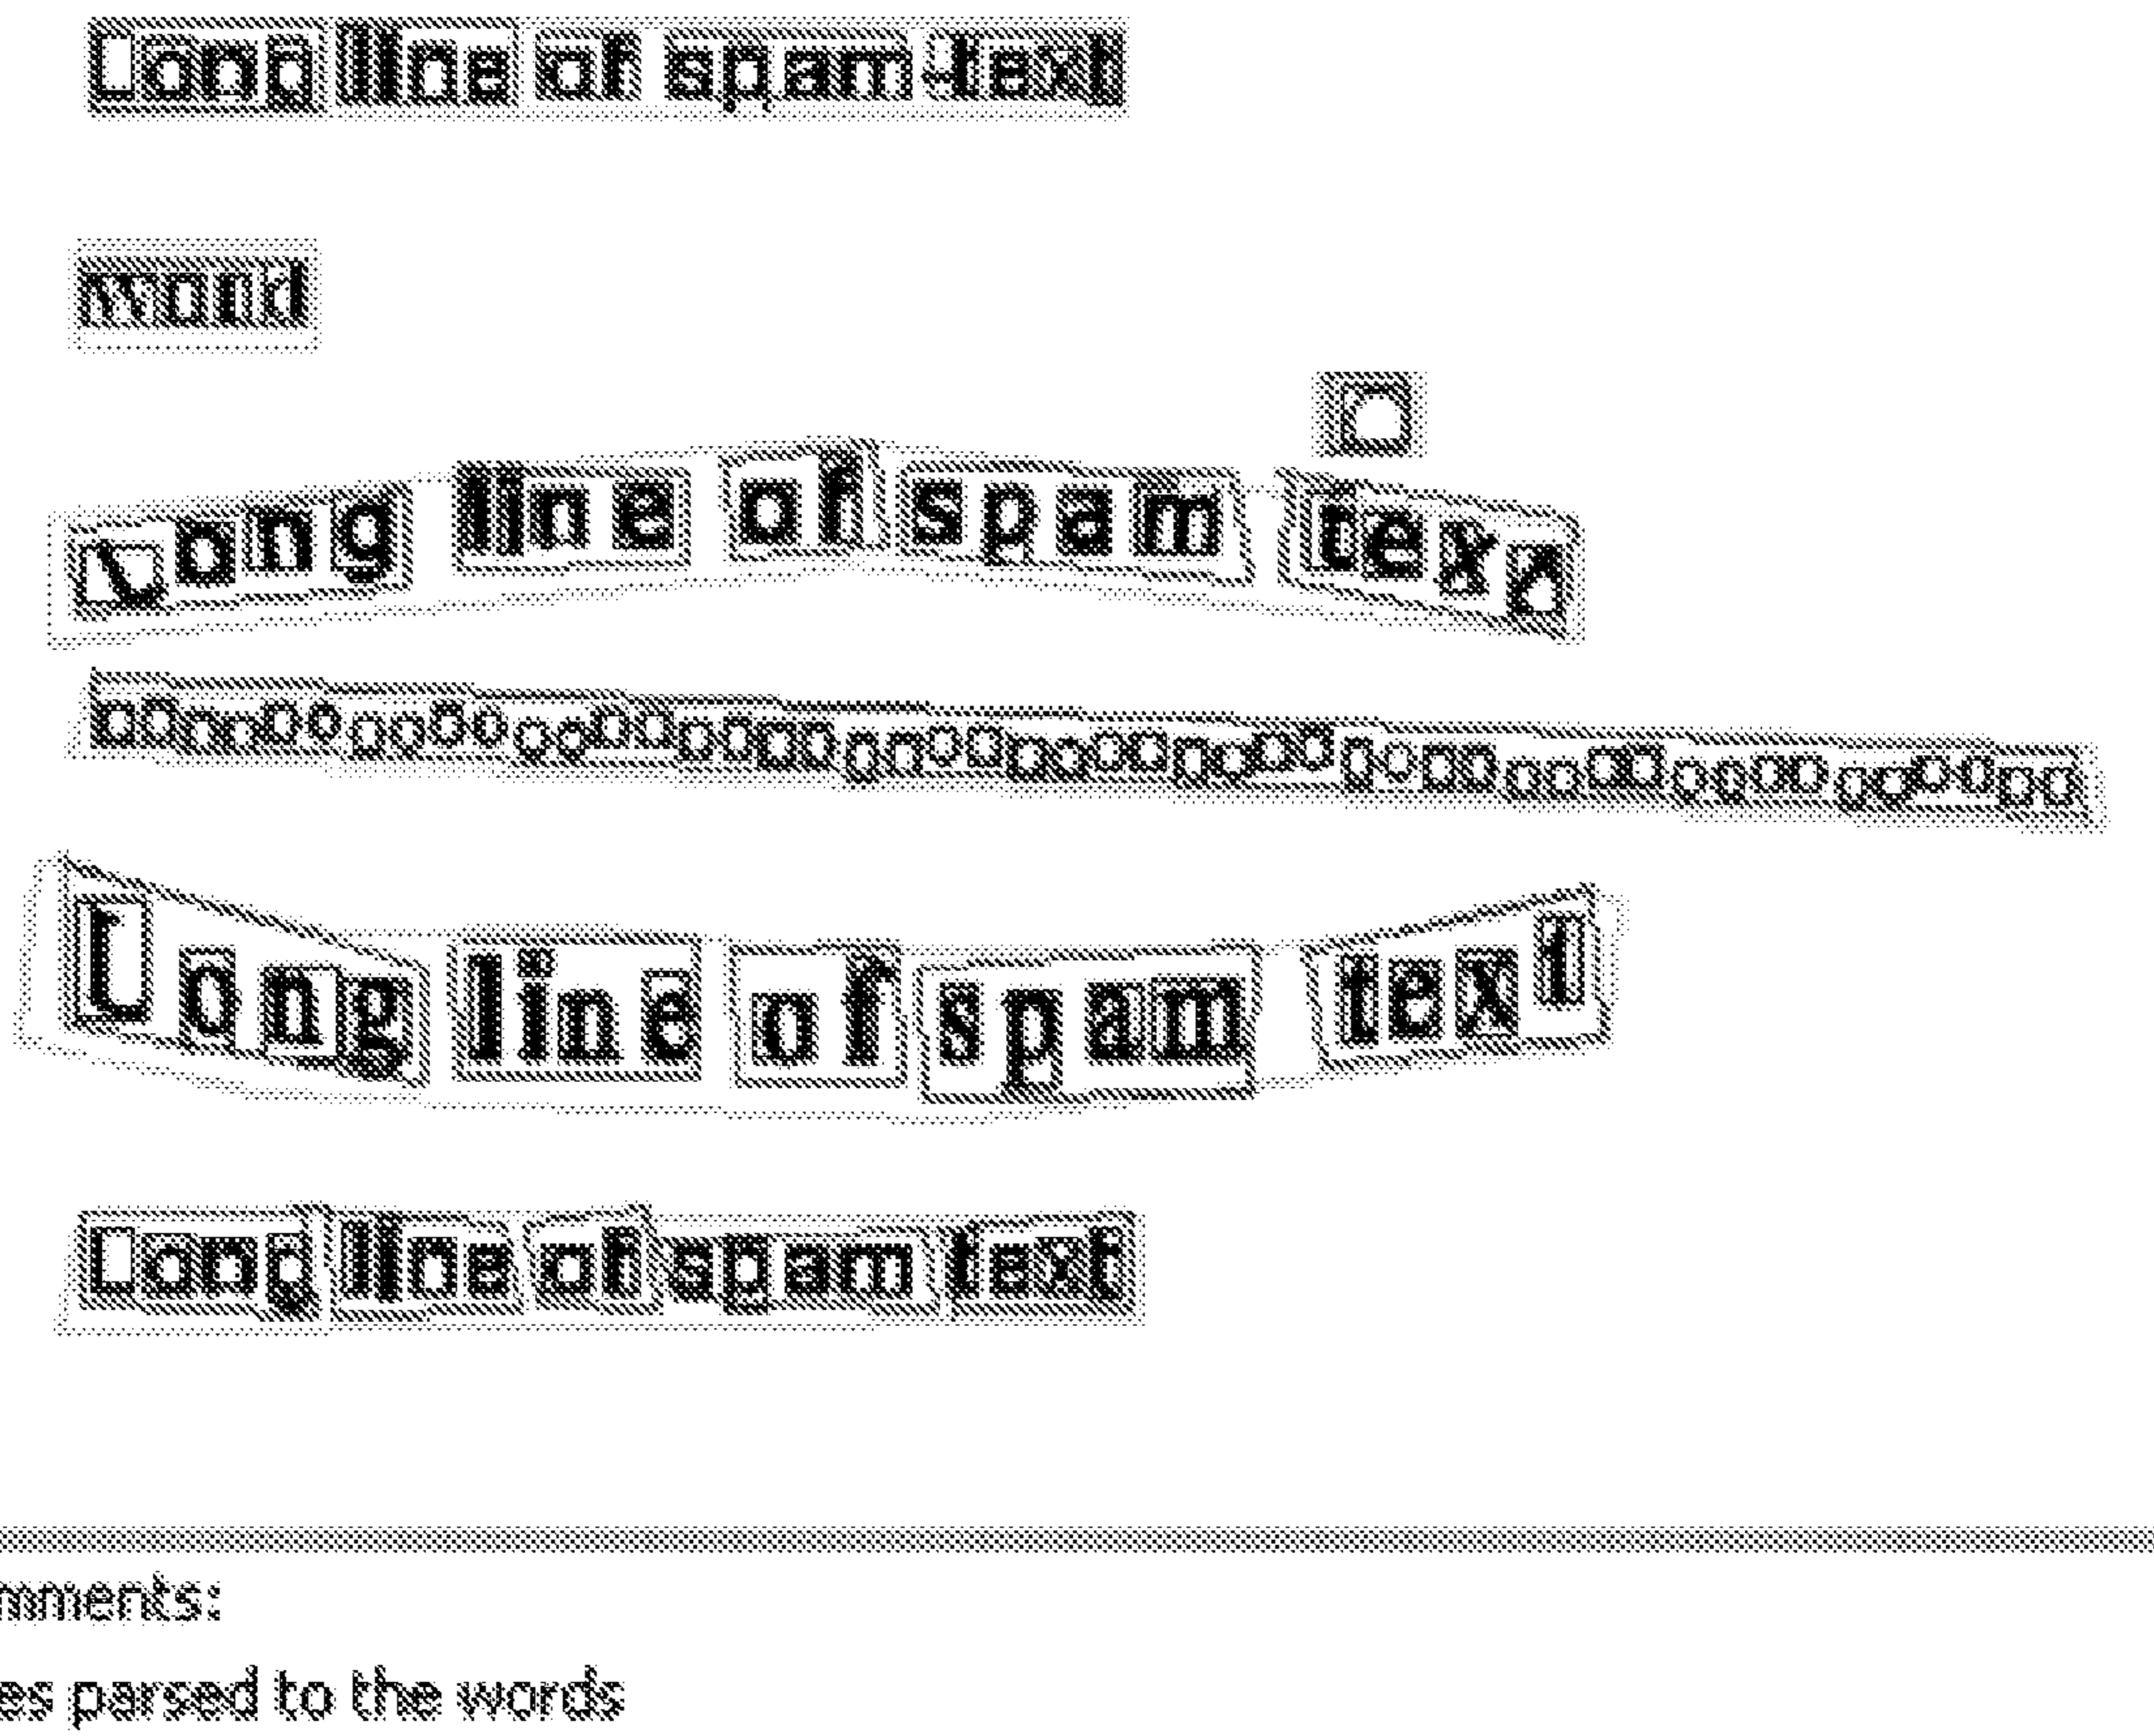 Long line of spam-text
word
Long line of spam text
Long line of spam text
Long line of spam text
mments:
es parsed to the words